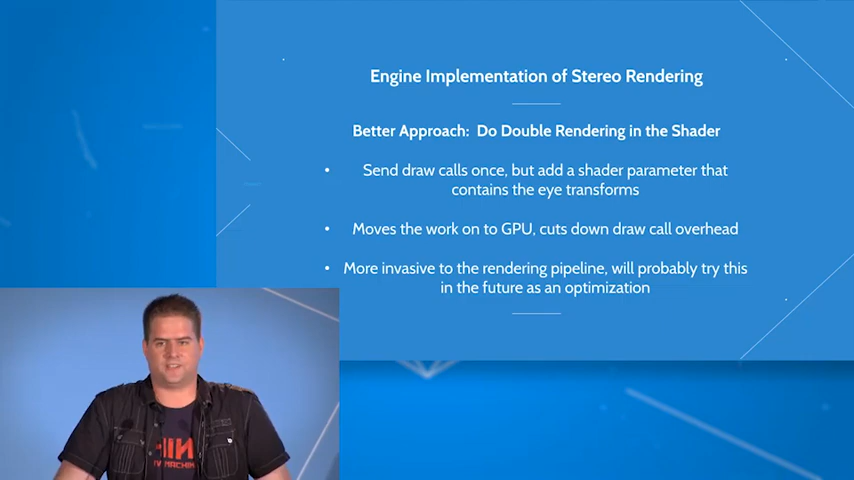 Engine Implementation of Stereo Rendering
Better Approach: Do Double Rendering in the Shader
• Send draw calls once, but add a shader parameter that
contains the eye transforms
• Moves the work on to GPU, cuts down draw call overhead
• More invasive to the rendering pipeline, will probably try this
in the future as an optimization